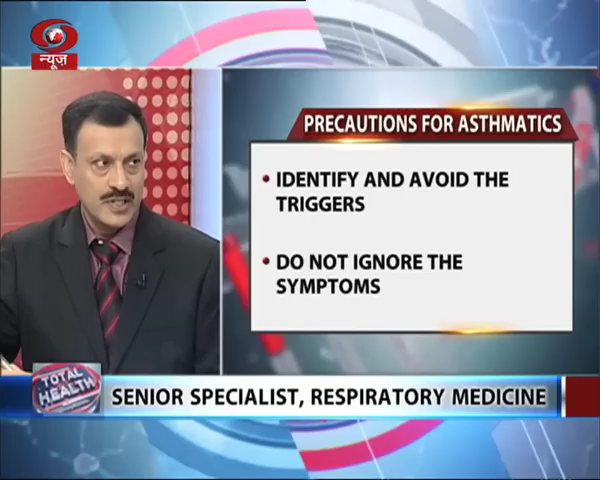 न्यूज़
PRECAUTIONS FOR ASTHMATICS
• IDENTIFY AND AVOID THE
TRIGGERS
• DO NOT IGNORE THE
SYMPTOMS
TOTAL
HEALTH
SENIOR SPECIALIST, RESPIRATORY MEDICINE